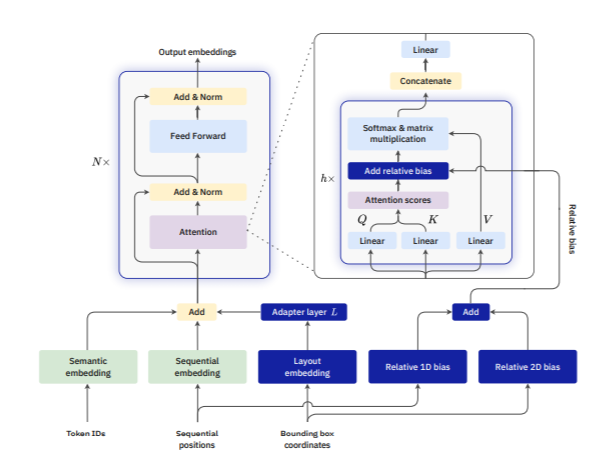 Output embeddings
Add & Norm
Feed Forward
N×
Add & Norm
Attention
Linear
Concatenate
Softmax & matrix
multiplication
Add relative bias
h×
Attention scores
Q
K
V
Linear
Linear
Linear
Relative bias
Add
Adapter layer L
Add
Semantic
embedding
Sequential
embedding
Layout
embedding
Relative 1D bias
Relative 2D bias
Token IDs
Sequential
positions
Bounding box
coordinates